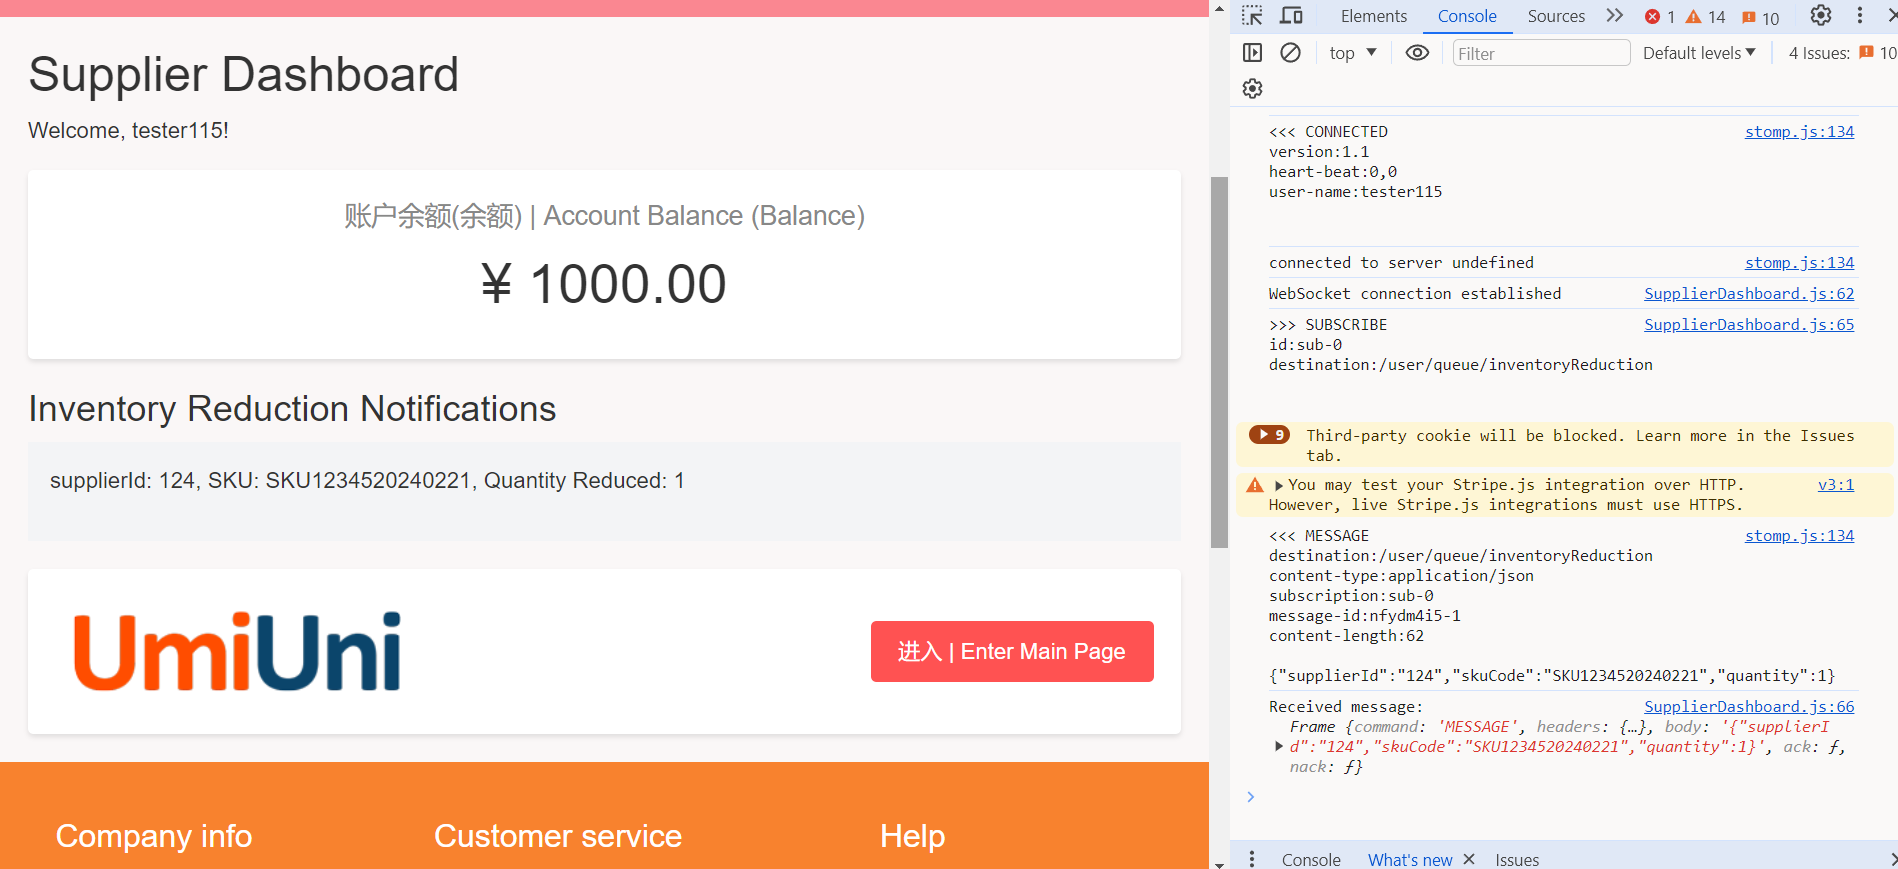 Supplier Dashboard
Welcome, tester115!
账户余额(余额) | Account Balance (Balance)
¥ 1000.00
Inventory Reduction Notifications
supplierId: 124, SKU: SKU1234520240221, Quantity Reduced: 1
UmiUni
进入 | Enter Main Page
Company info
Customer service
Help
Elements Console Sources 1 14 10
top Filter Default levels 4 Issues: 10
<<< CONNECTED stomp.js:134
version:1.1
heart-beat:0,0
user-name:tester115
connected to server undefined stomp.js:134
WebSocket connection established SupplierDashboard.js:62
>>> SUBSCRIBE SupplierDashboard.js:65
id:sub-0
destination:/user/queue/inventoryReduction
9 Third-party cookie will be blocked. Learn more in the Issues
tab.
You may test your Stripe.js integration over HTTP. v3:1
However, live Stripe.js integrations must use HTTPS.
<<< MESSAGE stomp.js:134
destination:/user/queue/inventoryReduction
content-type:application/json
subscription:sub-0
message-id:nfydm4i5-1
content-length:62
{"supplierId":"124","skuCode":"SKU1234520240221","quantity":1}
Received message: SupplierDashboard.js:66
Frame {command: 'MESSAGE', headers: {…}, body: '{"supplierI
d":"124","skuCode":"SKU1234520240221","quantity":1}', ack: ƒ,
nack: ƒ}
Console What's new Issues